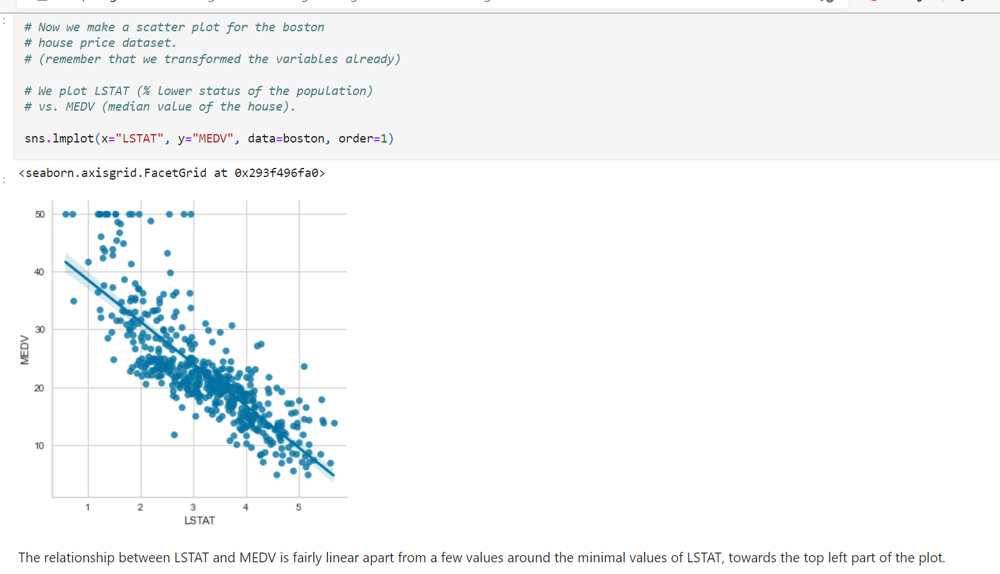 # Now we make a scatter plot for the boston
# house price dataset.
# (remember that we transformed the variables already)
# We plot LSTAT (% lower status of the population)
# vs. MEDV (median value of the house).
sns.lmplot(x="LSTAT", y="MEDV", data=boston, order=1)
<seaborn.axisgrid.FacetGrid at 0x293f496fa0>
50
40
30
20
10
MEDV
1 2 3 4 5
LSTAT
The relationship between LSTAT and MEDV is fairly linear apart from a few values around the minimal values of LSTAT, towards the top left part of the plot.